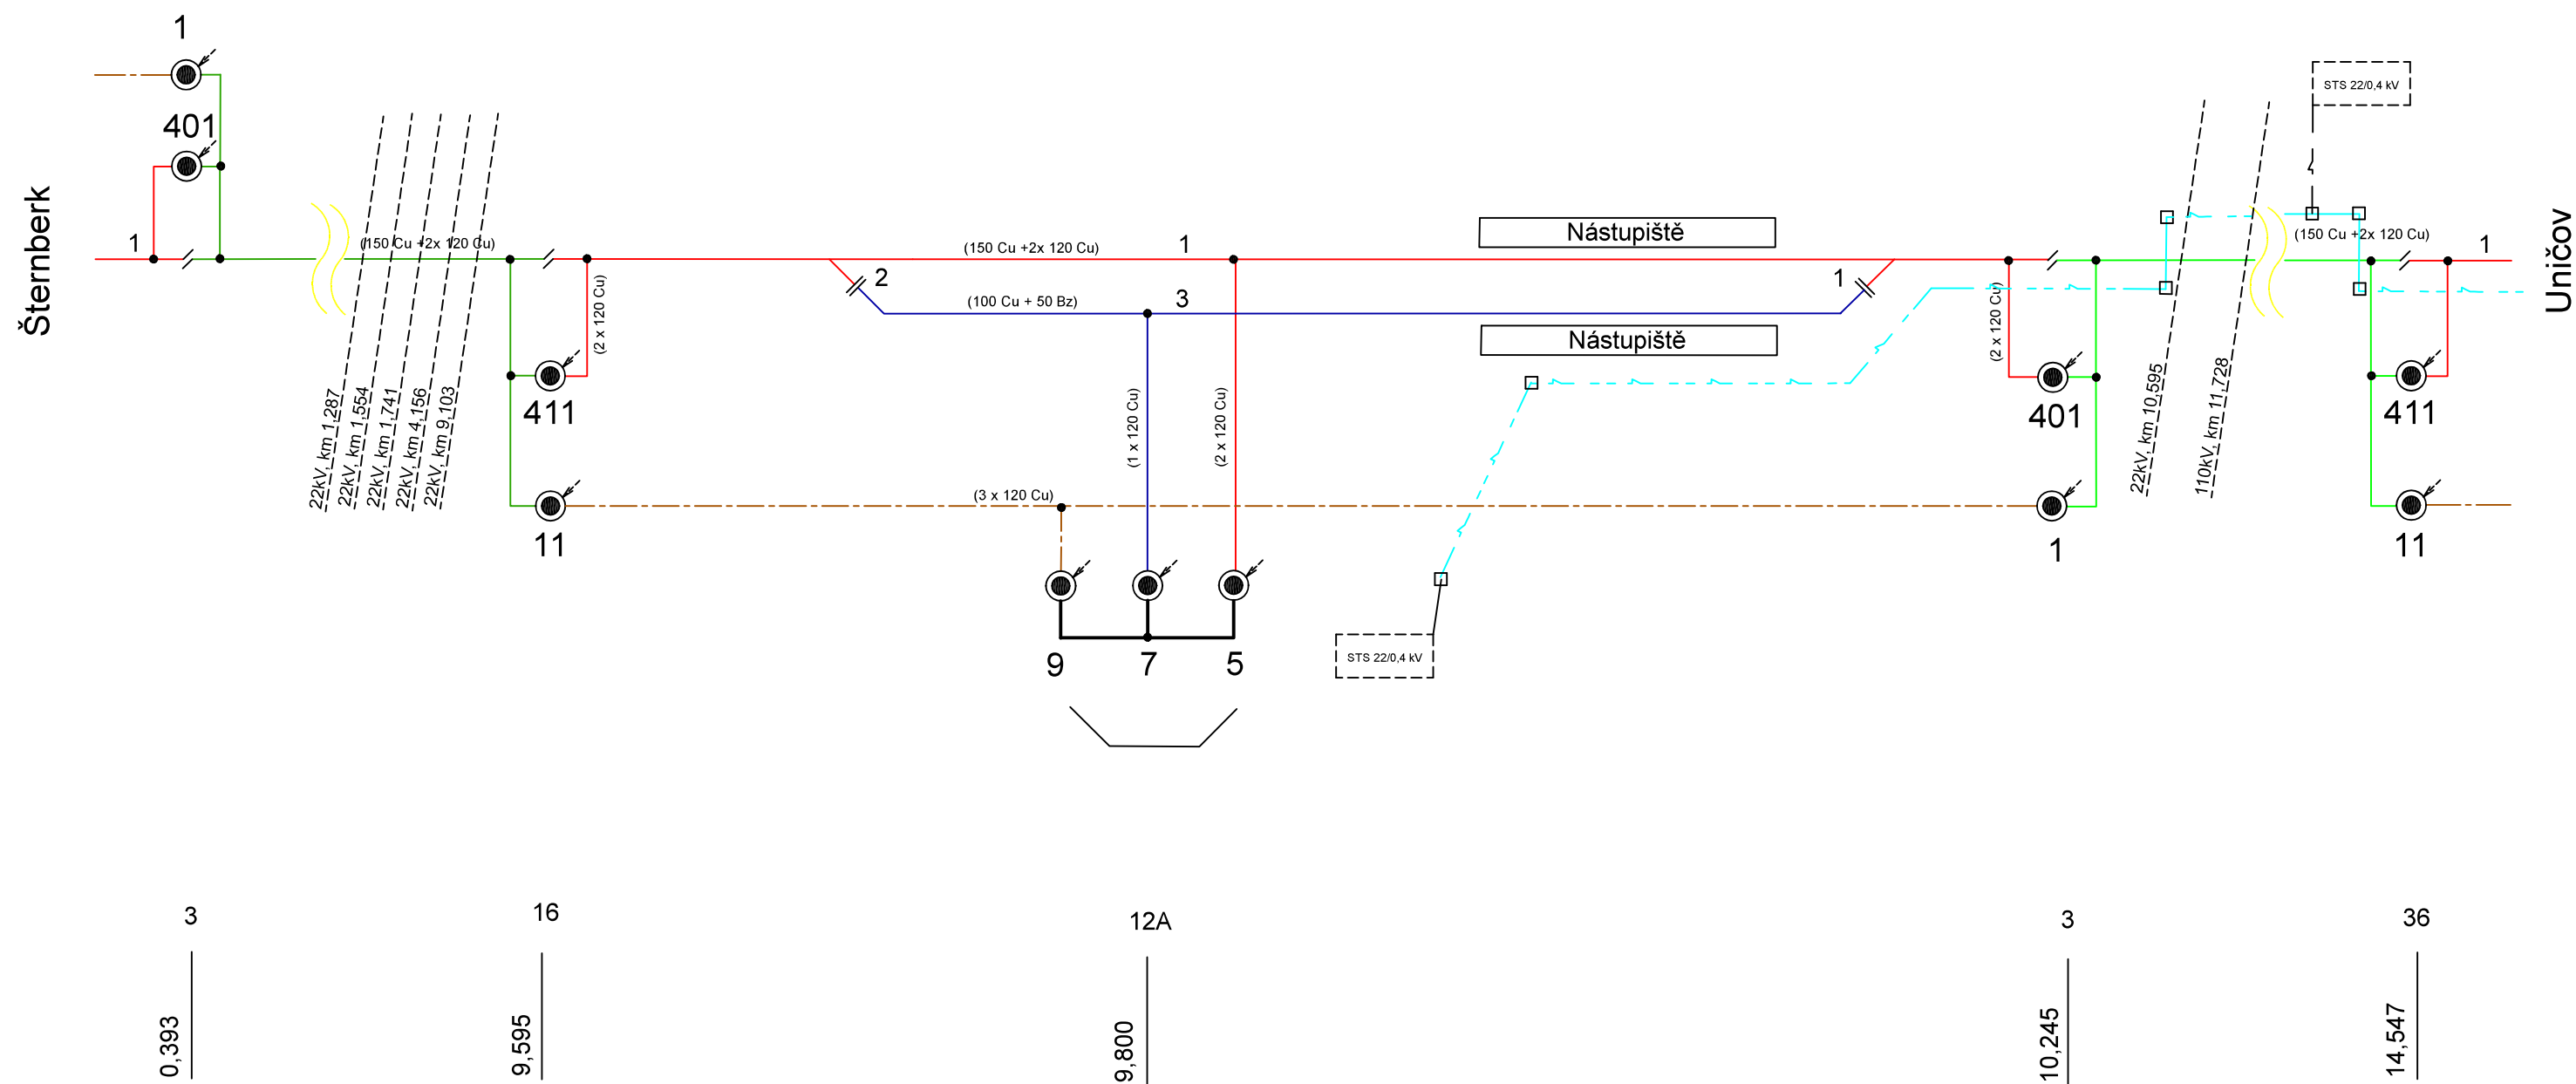 1
401
Šternberk
1
(150 Cu +2x 120 Cu)
22kV, km 1,287
22kV, km 1,554
22kV, km 1,741
22kV, km 4,156
22kV, km 9,103
(2 x 120 Cu)
411
11
2
(150 Cu +2x 120 Cu)
1
(100 Cu + 50 Bz)
3
(1 x 120 Cu)
(2 x 120 Cu)
(3 x 120 Cu)
9
7
5
Nástupiště
Nástupiště
1
STS 22/0,4 kV
(2 x 120 Cu)
401
1
22kV, km 10,595
110kV, km 11,728
STS 22/0,4 kV
(150 Cu +2x 120 Cu)
1
Uničov
411
11
3
16
12A
3
36
0,393
9,595
9,800
10,245
14,547